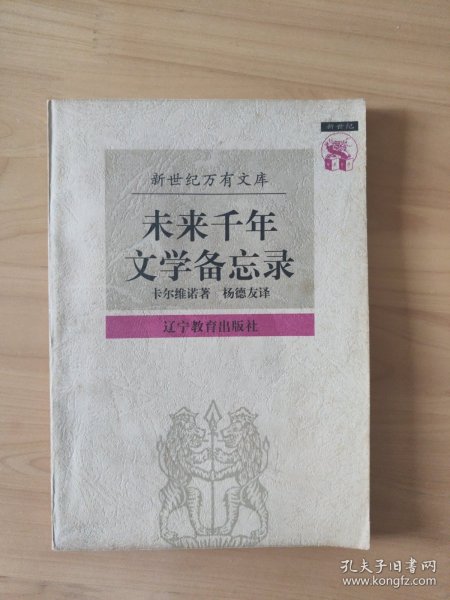 新世纪
新世纪万有文库
未来千年
文学备忘录
卡尔维诺著 杨德友译
辽宁教育出版社
孔夫子旧书网
www.kongfz.com